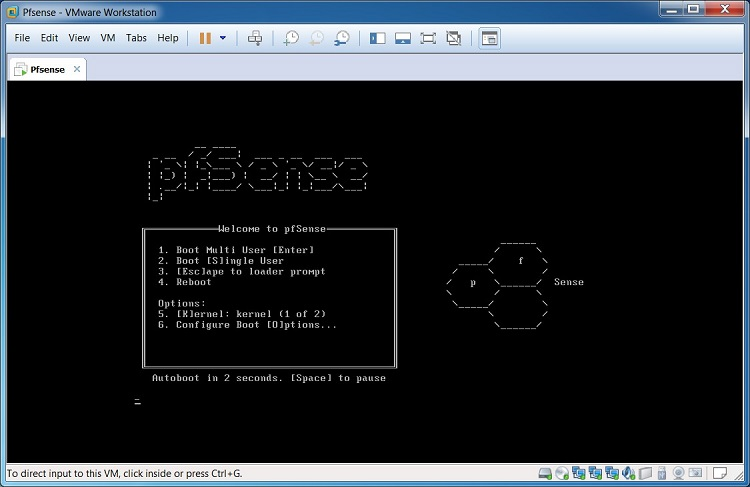 Pfsense - VMware Workstation
File Edit View VM Tabs Help
Pfsense
pfSense
Welcome to pfSense
1. Boot Multi User [Enter]
2. Boot [S]ingle User
3. [Esc]ape to loader prompt
4. Reboot
Options:
5. [K]ernel: kernel (1 of 2)
6. Configure Boot [O]ptions...
f
p Sense
Autoboot in 2 seconds. [Space] to pause
To direct input to this VM, click inside or press Ctrl+G.